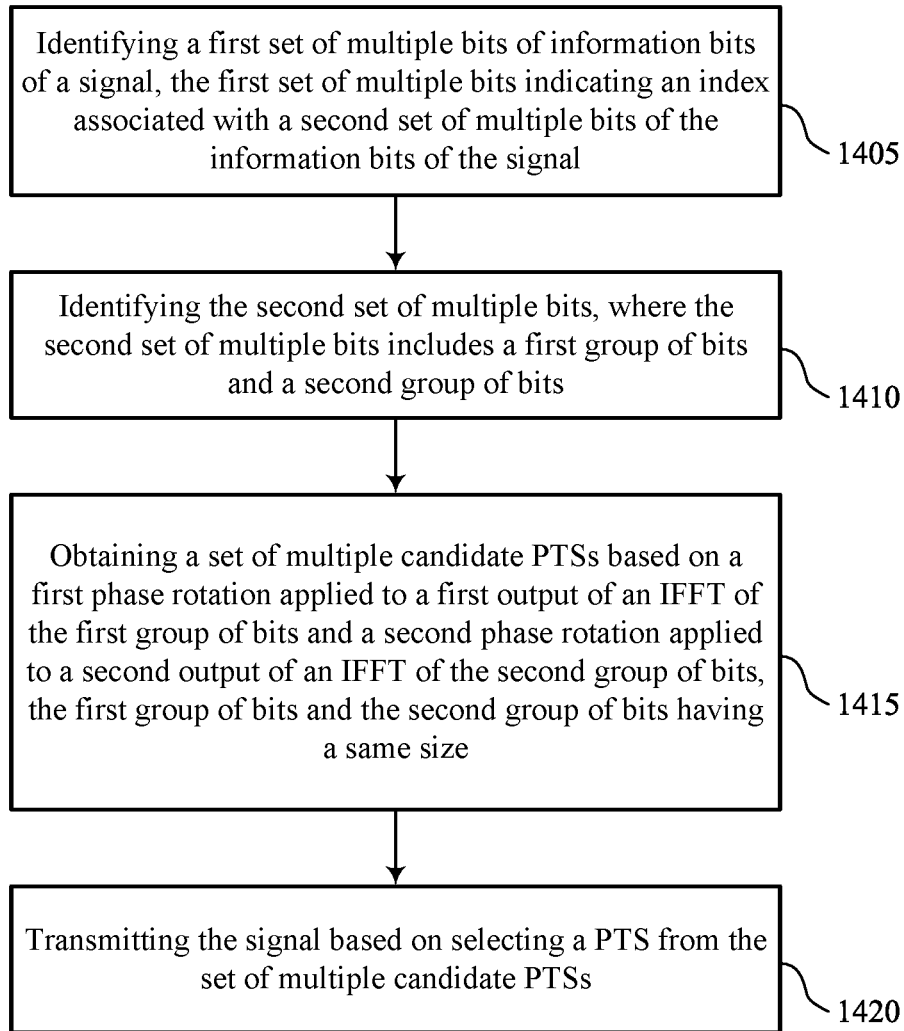 Identifying a first set of multiple bits of information bits
of a signal, the first set of multiple bits indicating an index
associated with a second set of multiple bits of the
information bits of the signal
1405
Identifying the second set of multiple bits, where the
second set of multiple bits includes a first group of bits
and a second group of bits
1410
Obtaining a set of multiple candidate PTSs based on a
first phase rotation applied to a first output of an IFFT of
the first group of bits and a second phase rotation applied
to a second output of an IFFT of the second group of bits,
the first group of bits and the second group of bits having
a same size
1415
Transmitting the signal based on selecting a PTS from the
set of multiple candidate PTSs
1420